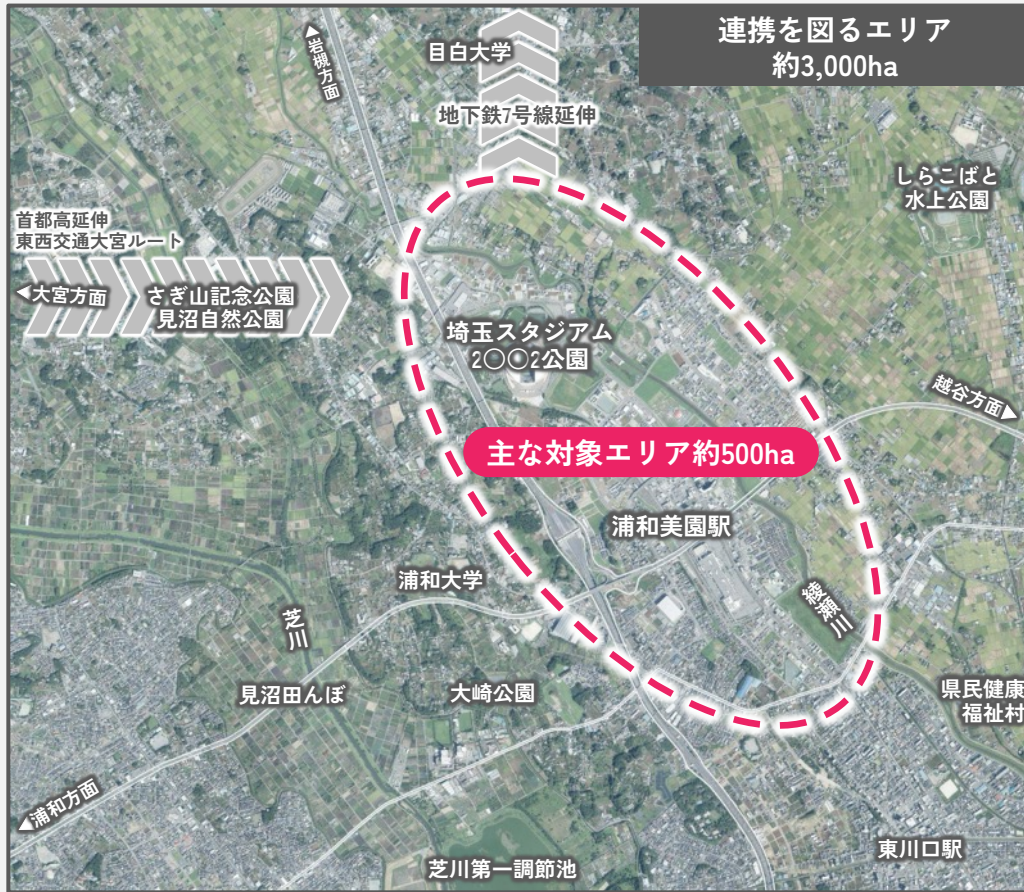 連携を図るエリア
約3,000ha
▲岩槻方面
目白大学
地下鉄7号線延伸
しらこばと
水上公園
首都高延伸
東西交通大宮ルート
◀大宮方面
さぎ山記念公園
見沼自然公園
埼玉スタジアム
2○○2公園
越谷方面▶
主な対象エリア約500ha
浦和美園駅
浦和大学
綾瀬川
芝川
見沼田んぼ
大崎公園
県民健康
福祉村
◀浦和方面
東川口駅
芝川第一調節池